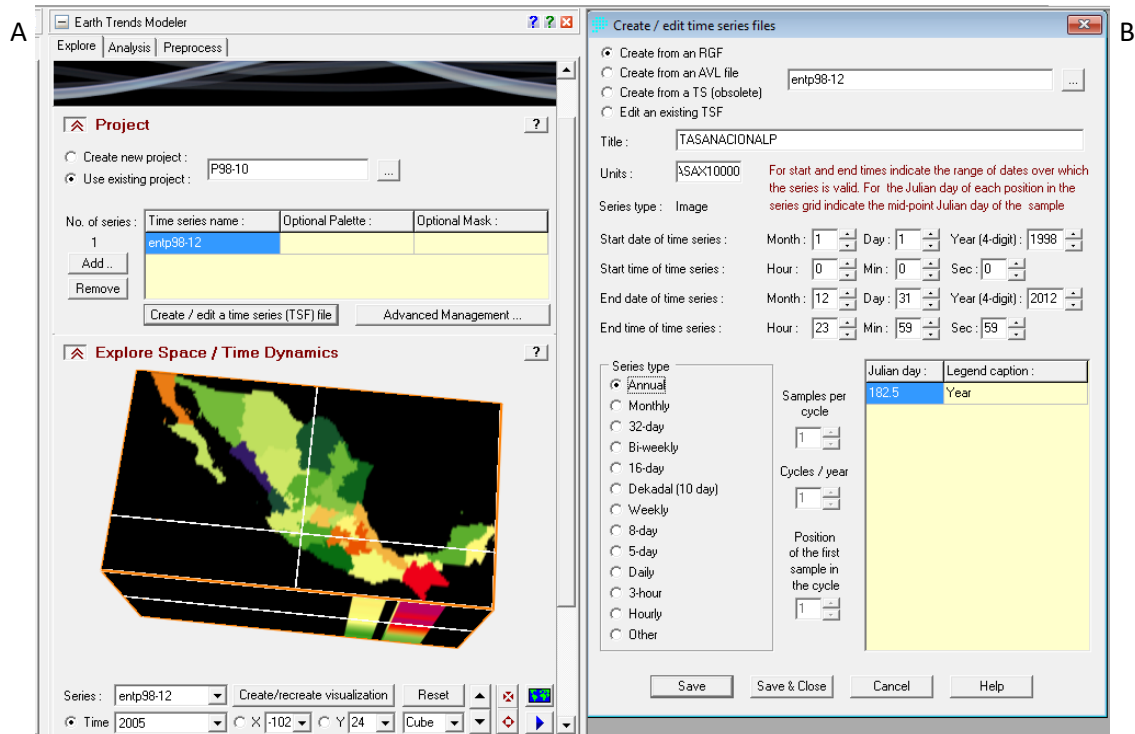 A
Earth Trends Modeler
? ?
Explore Analysis Preprocess
Project
?
Create new project :
Use existing project :
P98-10
...
No. of series :
1
Add ..
Remove
Time series name : Optional Palette : Optional Mask :
entp98-12
Create / edit a time series (TSF) file
Advanced Management ...
Explore Space / Time Dynamics
?
Series : entp98-12 Create/recreate visualization Reset
Time 2005 X -102 Y 24 Cube
B
Create / edit time series files
Create from an RGF
Create from an AVL file
Create from a TS (obsolete)
Edit an existing TSF
entp98-12
...
Title : TASANACIONALP
Units : ASAX10000
For start and end times indicate the range of dates over which
the series is valid. For the Julian day of each position in the
series grid indicate the mid-point Julian day of the sample
Series type : Image
Start date of time series : Month : 1 Day : 1 Year (4-digit) : 1998
Start time of time series : Hour : 0 Min : 0 Sec : 0
End date of time series : Month : 12 Day : 31 Year (4-digit) : 2012
End time of time series : Hour : 23 Min : 59 Sec : 59
Series type
Annual
Monthly
32-day
Bi-weekly
16-day
Dekadal (10 day)
Weekly
8-day
5-day
Daily
3-hour
Hourly
Other
Samples per
cycle
1
Cycles / year
1
Position
of the first
sample in
the cycle
1
Julian day : Legend caption :
182.5 Year
Save Save & Close Cancel Help